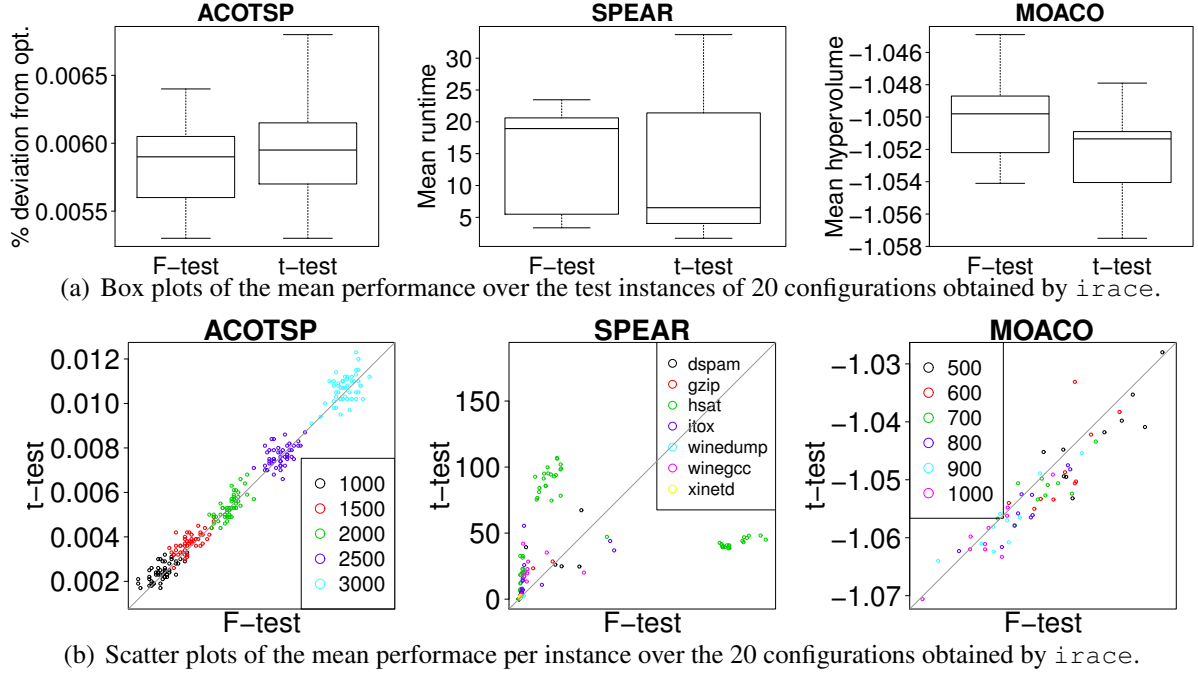 ACOTSP SPEAR MOACO
% deviation from opt.
0.0065
0.0060
0.0055
F−test t−test
Mean runtime
30
25
20
15
10
5
F−test t−test
Mean hypervolume
−1.046
−1.048
−1.050
−1.052
−1.054
−1.056
−1.058
F−test t−test
(a) Box plots of the mean performance over the test instances of 20 configurations obtained by irace.
ACOTSP SPEAR MOACO
t−test
0.012
0.010
0.008
0.006
0.004
0.002
1000
1500
2000
2500
3000
F−test
t−test
150
100
50
0
dspam
gzip
hsat
itox
winedump
winegcc
xinetd
F−test
t−test
−1.03
−1.04
−1.05
−1.06
−1.07
500
600
700
800
900
1000
F−test
(b) Scatter plots of the mean performace per instance over the 20 configurations obtained by irace.